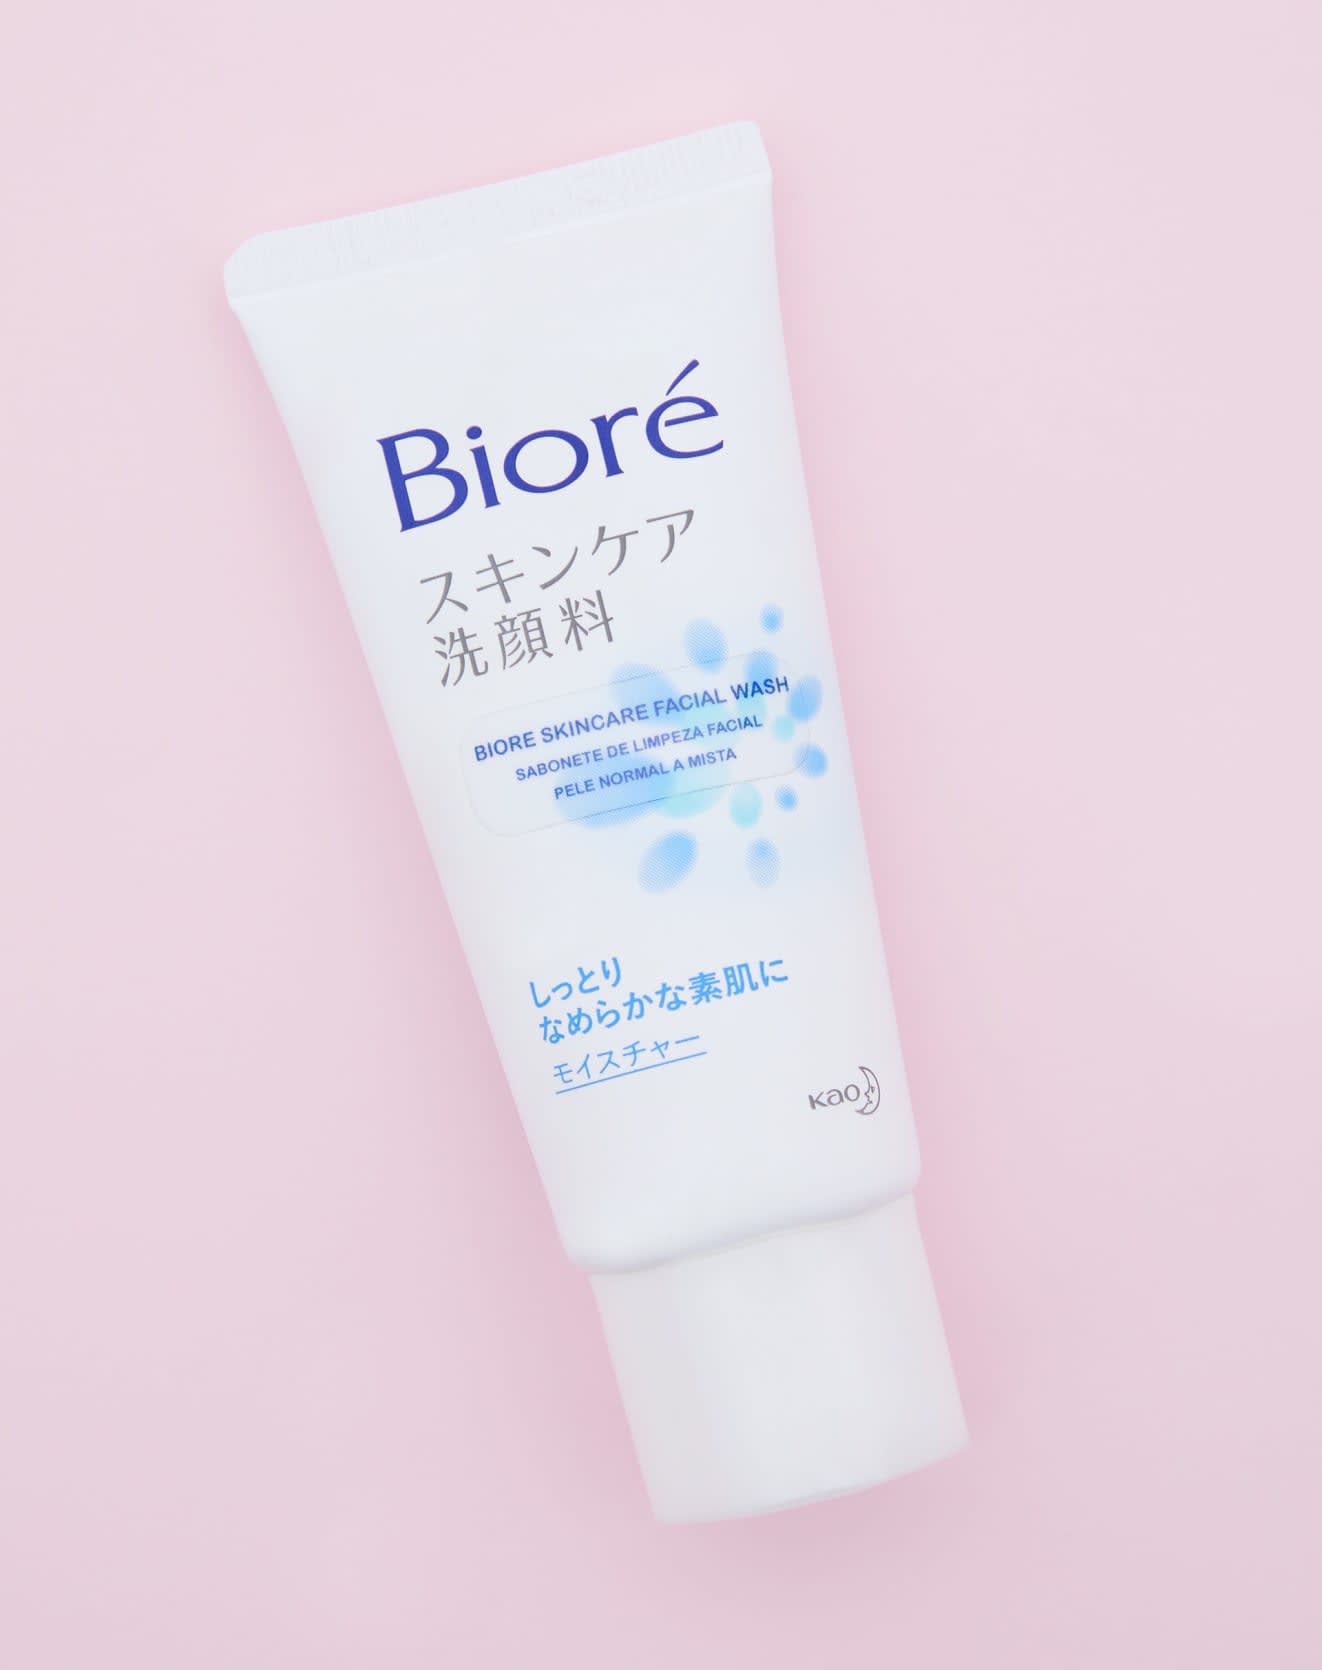 Bioré
スキンケア
洗顔料
BIORE SKINCARE FACIAL WASH
SABONETE DE LIMPEZA FACIAL
PELE NORMAL A MISTA
しっとり
なめらかな素肌に
モイスチャー
Kao